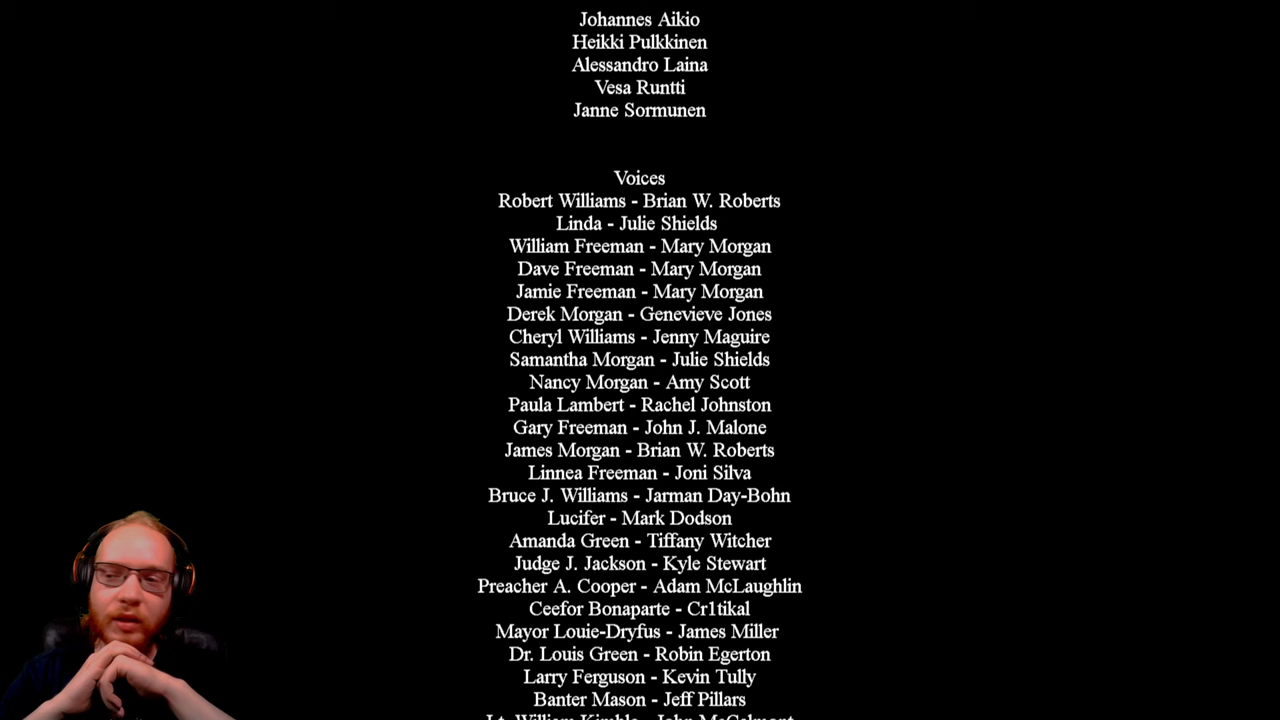 Johannes Aikio
Heikki Pulkkinen
Alessandro Laina
Vesa Runtti
Janne Sormunen
Voices
Robert Williams - Brian W. Roberts
Linda - Julie Shields
William Freeman - Mary Morgan
Dave Freeman - Mary Morgan
Jamie Freeman - Mary Morgan
Derek Morgan - Genevieve Jones
Cheryl Williams - Jenny Maguire
Samantha Morgan - Julie Shields
Nancy Morgan - Amy Scott
Paula Lambert - Rachel Johnston
Gary Freeman - John J. Malone
James Morgan - Brian W. Roberts
Linnea Freeman - Joni Silva
Bruce J. Williams - Jarman Day-Bohn
Lucifer - Mark Dodson
Amanda Green - Tiffany Witcher
Judge J. Jackson - Kyle Stewart
Preacher A. Cooper - Adam McLaughlin
Ceefor Bonaparte - Cr1tikal
Mayor Louie-Dryfus - James Miller
Dr. Louis Green - Robin Egerton
Larry Ferguson - Kevin Tully
Banter Mason - Jeff Pillars
Lt. William Kimble - John